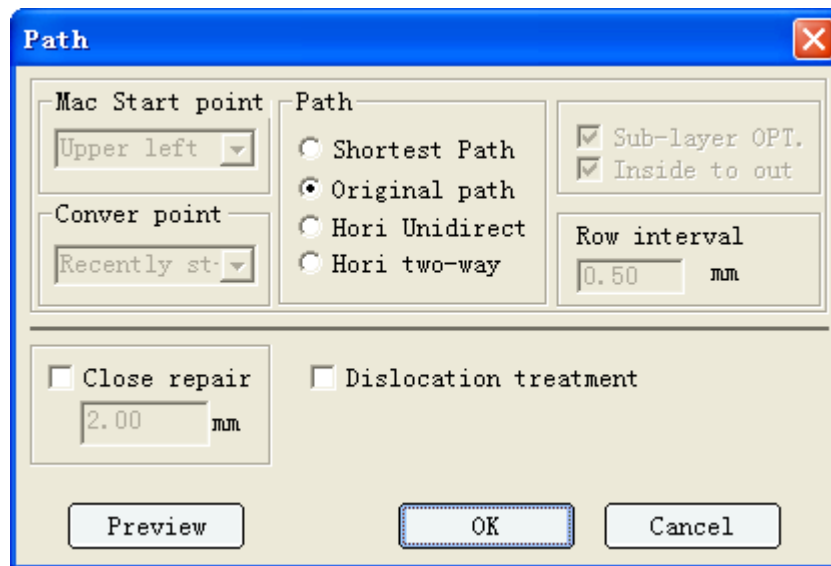 Path
Mac Start point
Upper left
Conver point
Recently st-
Path
Shortest Path
Original path
Hori Unidirect
Hori two-way
Sub-layer OPT.
Inside to out
Row interval
0.50 mm
Close repair
2.00 mm
Dislocation treatment
Preview
OK
Cancel